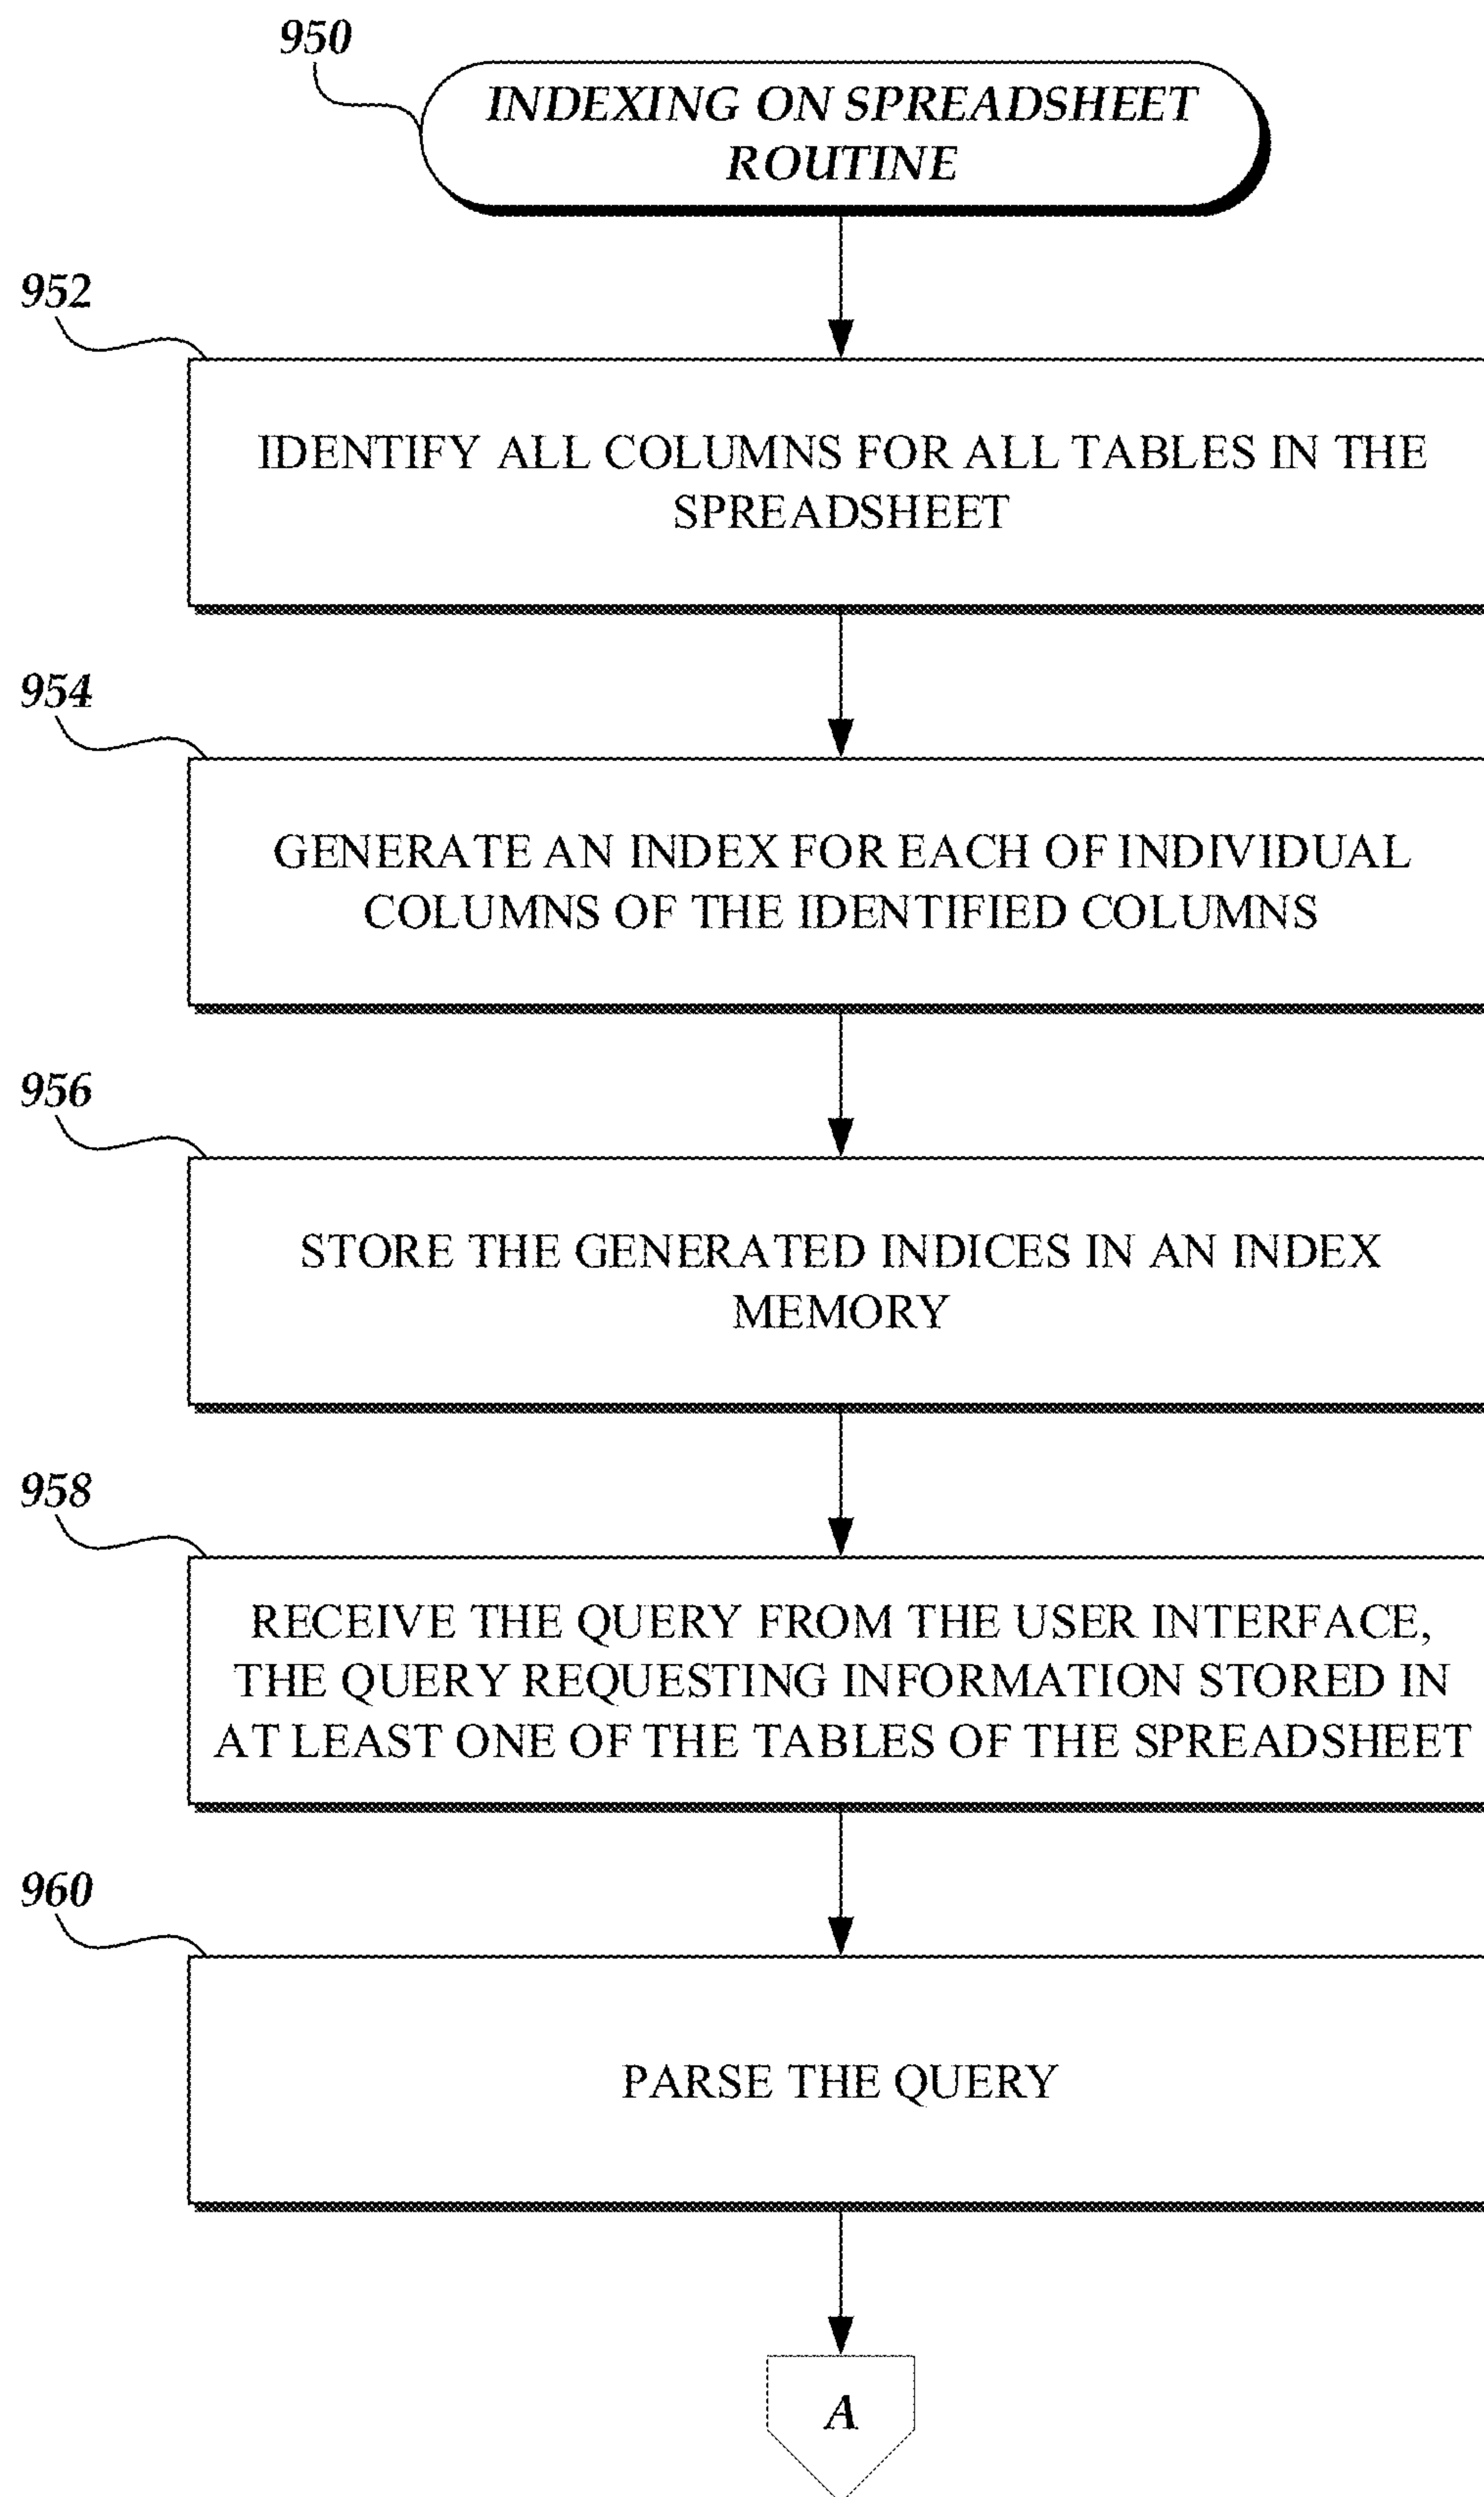 950
INDEXING ON SPREADSHEET
ROUTINE
952
IDENTIFY ALL COLUMNS FOR ALL TABLES IN THE
SPREADSHEET
954
GENERATE AN INDEX FOR EACH OF INDIVIDUAL
COLUMNS OF THE IDENTIFIED COLUMNS
956
STORE THE GENERATED INDICES IN AN INDEX
MEMORY
958
RECEIVE THE QUERY FROM THE USER INTERFACE,
THE QUERY REQUESTING INFORMATION STORED IN
AT LEAST ONE OF THE TABLES OF THE SPREADSHEET
960
PARSE THE QUERY
A